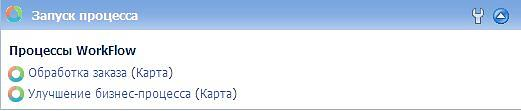 Запуск процесса
Процессы WorkFlow
Обработка заказа (Карта)
Улучшение бизнес-процесса (Карта)